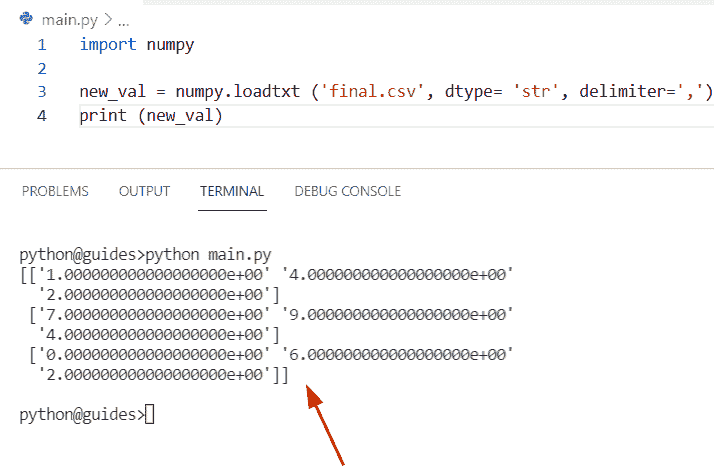 main.py > ...
1 import numpy
2
3 new_val = numpy.loadtxt ('final.csv', dtype= 'str', delimiter=',')
4 print (new_val)
PROBLEMS OUTPUT TERMINAL DEBUG CONSOLE
python@guides>python main.py
[['1.000000000000000000e+00' '4.000000000000000000e+00'
'2.000000000000000000e+00']
['7.000000000000000000e+00' '9.000000000000000000e+00'
'4.000000000000000000e+00']
['0.000000000000000000e+00' '6.000000000000000000e+00'
'2.000000000000000000e+00']]
python@guides>